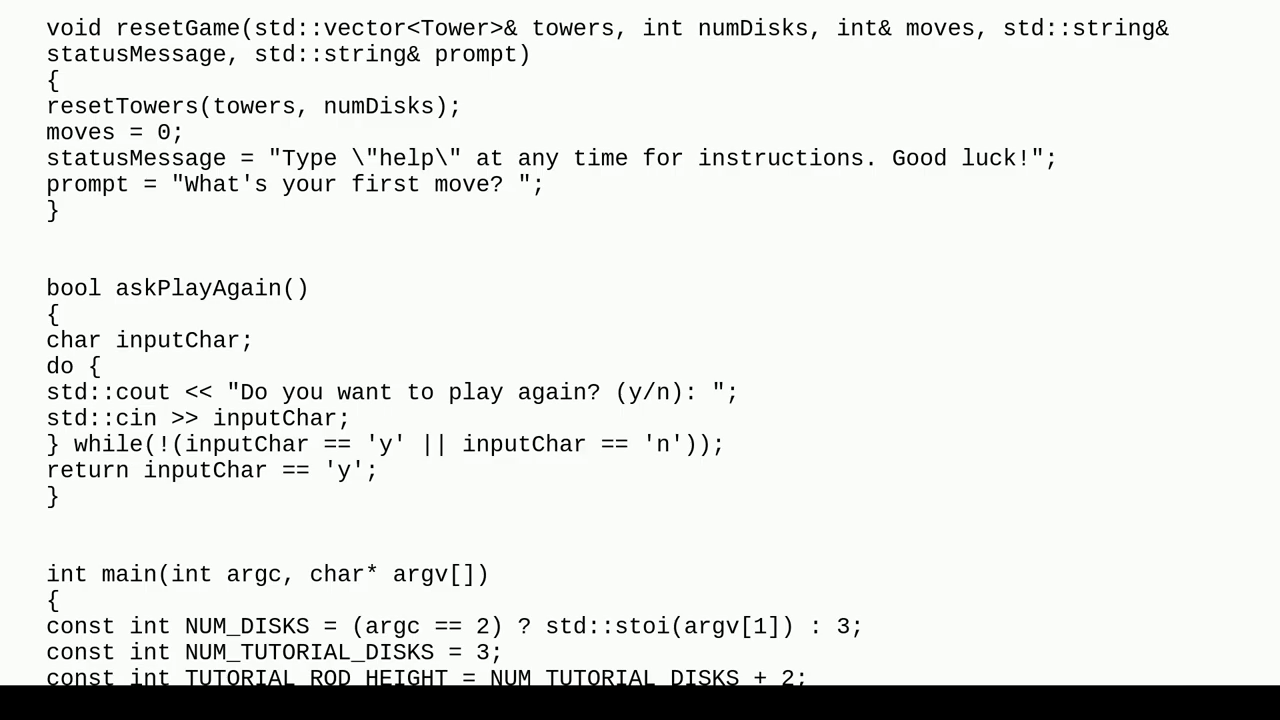 void resetGame(std::vector<Tower>& towers, int numDisks, int& moves, std::string&
statusMessage, std::string& prompt)
{
resetTowers(towers, numDisks);
moves = 0;
statusMessage = "Type \"help\" at any time for instructions. Good luck!";
prompt = "What's your first move? ";
}
bool askPlayAgain()
{
char inputChar;
do {
std::cout << "Do you want to play again? (y/n): ";
std::cin >> inputChar;
} while(!(inputChar == 'y' || inputChar == 'n'));
return inputChar == 'y';
}
int main(int argc, char* argv[])
{
const int NUM_DISKS = (argc == 2) ? std::stoi(argv[1]) : 3;
const int NUM_TUTORIAL_DISKS = 3;
const int TUTORIAL_ROD_HEIGHT = NUM_TUTORIAL_DISKS + 2;